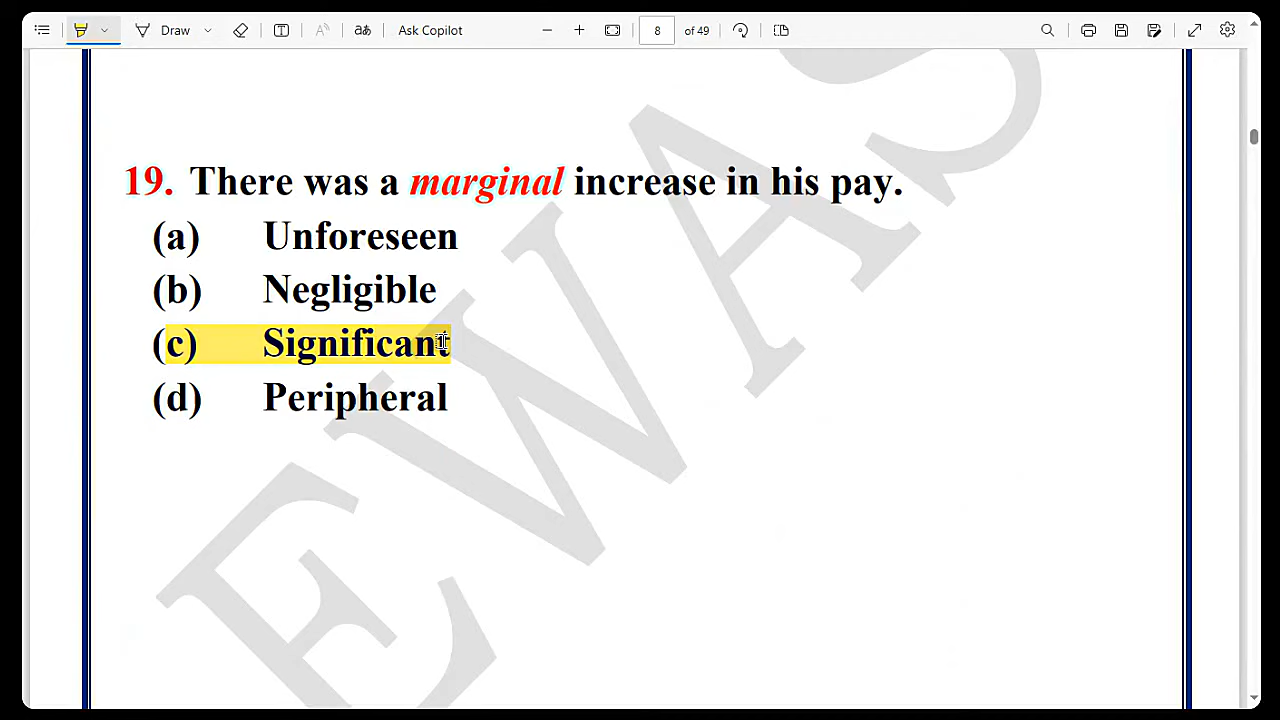 Draw
Ask Copilot
8 of 49
19. There was a marginal increase in his pay.
(a) Unforeseen
(b) Negligible
(c) Significant
(d) Peripheral
EWAS